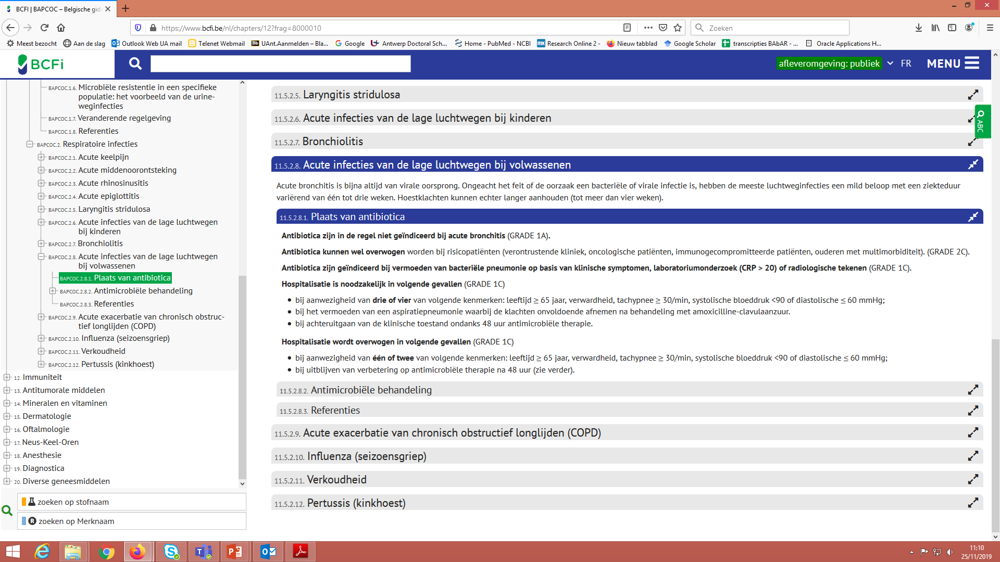 BCFI | BAPCOC – Belgische gid
https://www.bcfi.be/nl/chapters/12?frag=8000010
Zoeken
Meest bezocht Aan de slag Outlook Web UA mail Telenet Webmail UAnt.Aanmelden – Bla... Google Antwerp Doctoral Sch... Home - PubMed - NCBI Research Online 2 - Nieuw tabblad Google Scholar transcripties BAbAR - ... Oracle Applications H...
BCFi
afleveromgeving: publiek FR MENU
BAPCOC.1.6. Microbiële resistentie in een specifieke
populatie: het voorbeeld van de urine-
weginfecties
BAPCOC.1.7. Veranderende regelgeving
BAPCOC.1.8. Referenties
BAPCOC.2. Respiratoire infecties
BAPCOC.2.1. Acute keelpijn
BAPCOC.2.2. Acute middenoorontsteking
BAPCOC.2.3. Acute rhinosinusitis
BAPCOC.2.4. Acute epiglottitis
BAPCOC.2.5. Laryngitis stridulosa
BAPCOC.2.6. Acute infecties van de lage luchtwegen
bij kinderen
BAPCOC.2.7. Bronchiolitis
BAPCOC.2.8. Acute infecties van de lage luchtwegen
bij volwassenen
BAPCOC.2.8.1. Plaats van antibiotica
BAPCOC.2.8.2. Antimicrobiële behandeling
BAPCOC.2.8.3. Referenties
BAPCOC.2.9. Acute exacerbatie van chronisch obstruc-
tief longlijden (COPD)
BAPCOC.2.10. Influenza (seizoensgriep)
BAPCOC.2.11. Verkoudheid
BAPCOC.2.12. Pertussis (kinkhoest)
12. Immuniteit
13. Antitumorale middelen
14. Mineralen en vitaminen
15. Dermatologie
16. Oftalmologie
17. Neus-Keel-Oren
18. Anesthesie
19. Diagnostica
20. Diverse geneesmiddelen
zoeken op stofnaam
zoeken op Merknaam
11.5.2.5. Laryngitis stridulosa
11.5.2.6. Acute infecties van de lage luchtwegen bij kinderen
ABC
11.5.2.7. Bronchiolitis
11.5.2.8. Acute infecties van de lage luchtwegen bij volwassenen
Acute bronchitis is bijna altijd van virale oorsprong. Ongeacht het feit of de oorzaak een bacteriële of virale infectie is, hebben de meeste luchtweginfecties een mild beloop met een ziekteduur
variërend van één tot drie weken. Hoestklachten kunnen echter langer aanhouden (tot meer dan vier weken).
11.5.2.8.1. Plaats van antibiotica
Antibiotica zijn in de regel niet geïndiceerd bij acute bronchitis (GRADE 1A).
Antibiotica kunnen wel overwogen worden bij risicopatiënten (verontrustende kliniek, oncologische patiënten, immunogecompromitteerde patiënten, ouderen met multimorbiditeit). (GRADE 2C).
Antibiotica zijn geïndiceerd bij vermoeden van bacteriële pneumonie op basis van klinische symptomen, laboratoriumonderzoek (CRP > 20) of radiologische tekenen (GRADE 1C).
Hospitalisatie is noodzakelijk in volgende gevallen (GRADE 1C)
• bij aanwezigheid van drie of vier van volgende kenmerken: leeftijd ≥ 65 jaar, verwardheid, tachypnee ≥ 30/min, systolische bloeddruk <90 of diastolische ≤ 60 mmHg;
• bij het vermoeden van een aspiratiepneumonie waarbij de klachten onvoldoende afnemen na behandeling met amoxicilline-clavulaanzuur.
• bij achteruitgaan van de klinische toestand ondanks 48 uur antimicrobiële therapie.
Hospitalisatie wordt overwogen in volgende gevallen (GRADE 1C)
• bij aanwezigheid van één of twee van volgende kenmerken: leeftijd ≥ 65 jaar, verwardheid, tachypnee ≥ 30/min, systolische bloeddruk <90 of diastolische ≤ 60 mmHg;
• bij uitblijven van verbetering op antimicrobiële therapie na 48 uur (zie verder).
11.5.2.8.2. Antimicrobiële behandeling
11.5.2.8.3. Referenties
11.5.2.9. Acute exacerbatie van chronisch obstructief longlijden (COPD)
11.5.2.10. Influenza (seizoensgriep)
11.5.2.11. Verkoudheid
11.5.2.12. Pertussis (kinkhoest)
11:10
25/11/2019